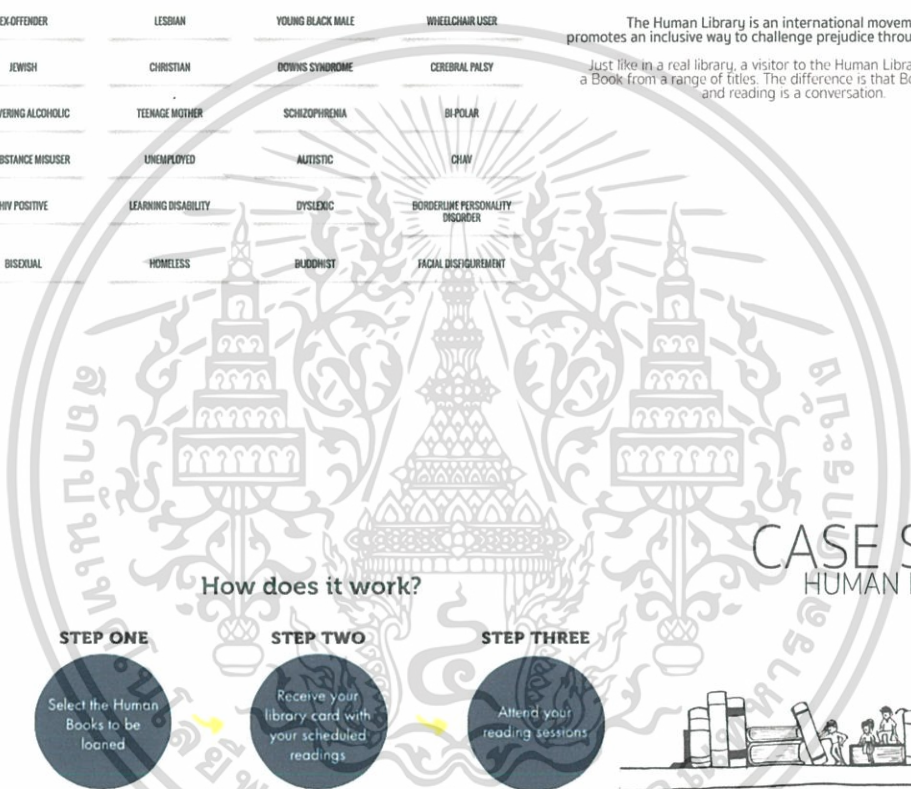 EX-OFFENDER LESBIAN YOUNG BLACK MALE WHEELCHAIR USER
JEWISH CHRISTIAN DOWNS SYNDROME CEREBRAL PALSY
VERING ALCOHOLIC TEENAGE MOTHER SCHIZOPHRENIA BI-POLAR
BSTANCE MISUSER UNEMPLOYED AUTISTIC CHAV
HIV POSITIVE LEARNING DISABILITY DYSLEXIC BORDERLINE PERSONALITY
DISORDER
BISEXUAL HOMELESS BUDDHIST FACIAL DISFIGUREMENT
The Human Library is an international movem
promotes an inclusive way to challenge prejudice throu
Just like in a real library, a visitor to the Human Libra
a Book from a range of titles. The difference is that Bo
and reading is a conversation.
CASE S
HUMAN
How does it work?
STEP ONE STEP TWO STEP THREE
Select the Human
Books to be
loaned
Receive your
library card with
your scheduled
readings
Attend your
reading sessions